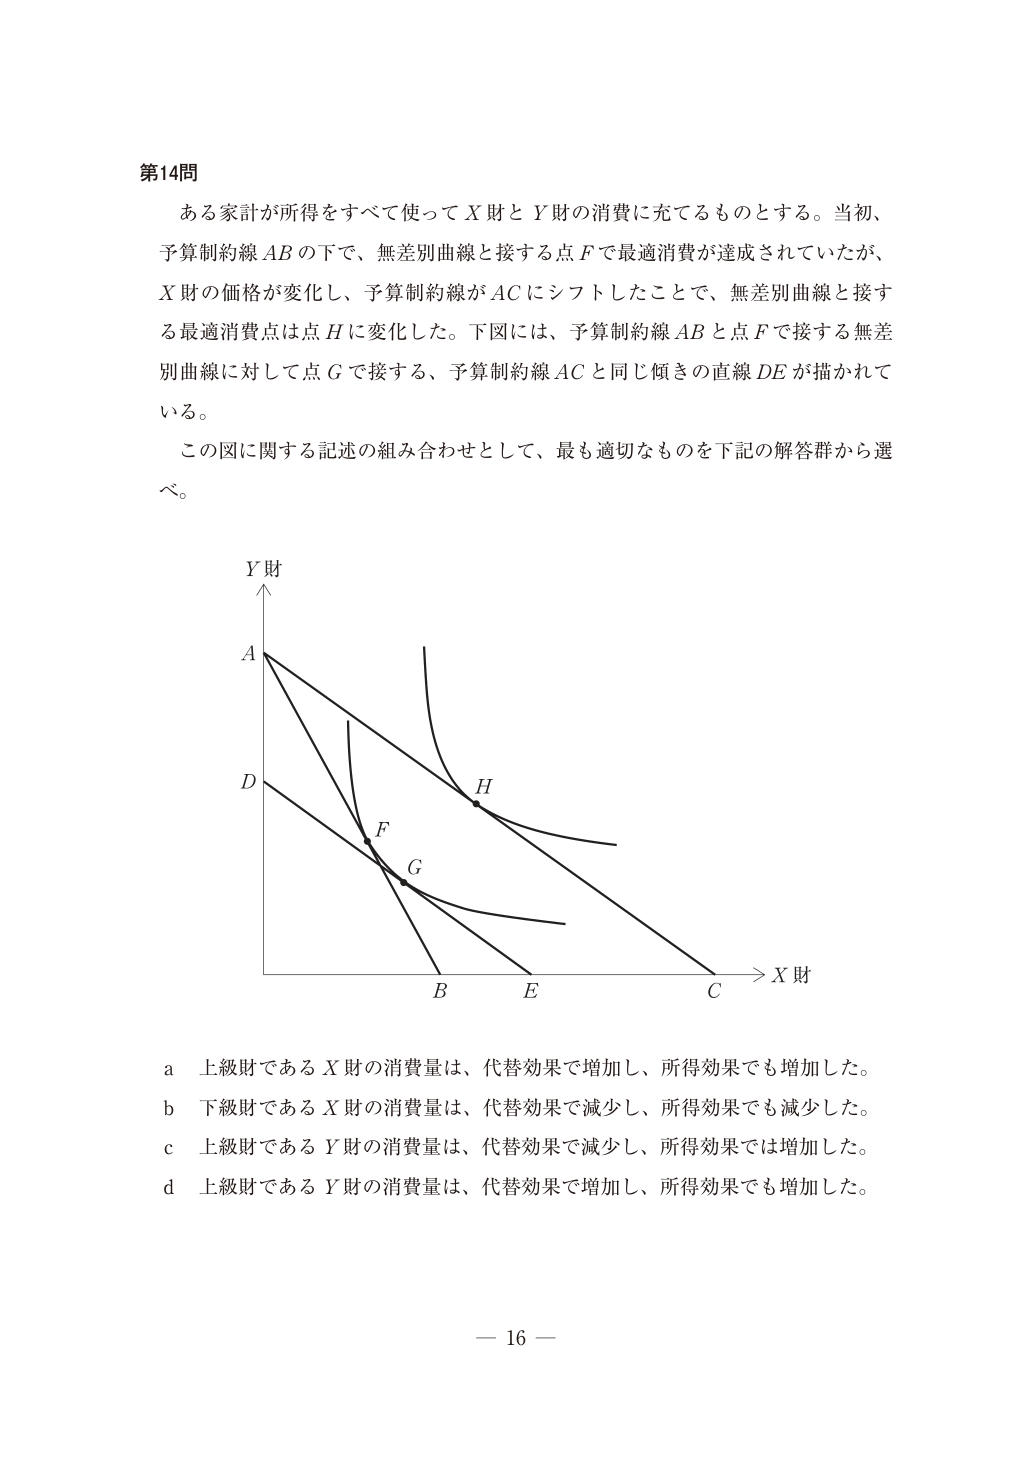 第14問
ある家計が所得をすべて使って X 財と Y 財の消費に充てるものとする。当初、
予算制約線 AB の下で、無差別曲線と接する点 F で最適消費が達成されていたが、
X 財の価格が変化し、予算制約線が AC にシフトしたことで、無差別曲線と接す
る最適消費点は点 H に変化した。下図には、予算制約線 AB と点 F で接する無差
別曲線に対して点 G で接する、予算制約線 AC と同じ傾きの直線 DE が描かれて
いる。
この図に関する記述の組み合わせとして、最も適切なものを下記の解答群から選
べ。
Y 財
A
D
H
F
G
B
E
C
X 財
a 上級財である X 財の消費量は、代替効果で増加し、所得効果でも増加した。
b 下級財である X 財の消費量は、代替効果で減少し、所得効果でも減少した。
c 上級財である Y 財の消費量は、代替効果で減少し、所得効果では増加した。
d 上級財である Y 財の消費量は、代替効果で増加し、所得効果でも増加した。
— 16 —